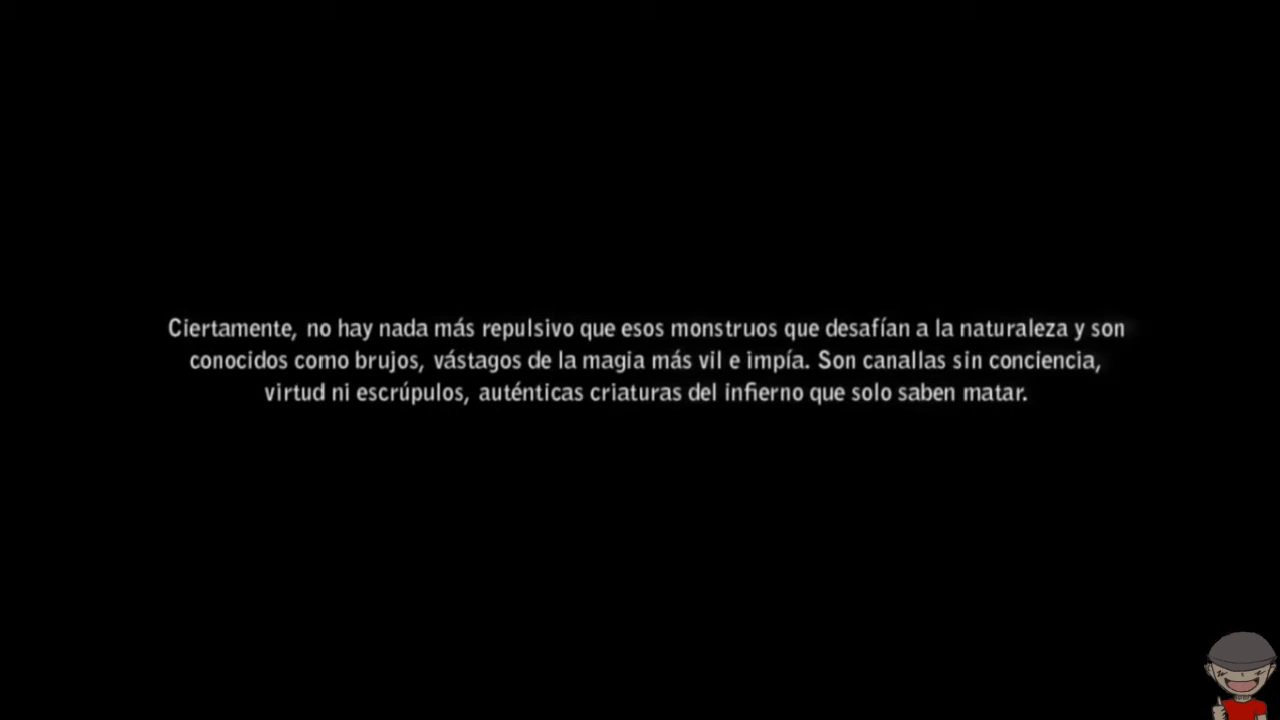 Ciertamente, no hay nada más repulsivo que esos monstruos que desafían a la naturaleza y son
conocidos como brujos, vástagos de la magia más vil e impía. Son canallas sin conciencia,
virtud ni escrúpulos, auténticas criaturas del infierno que solo saben matar.